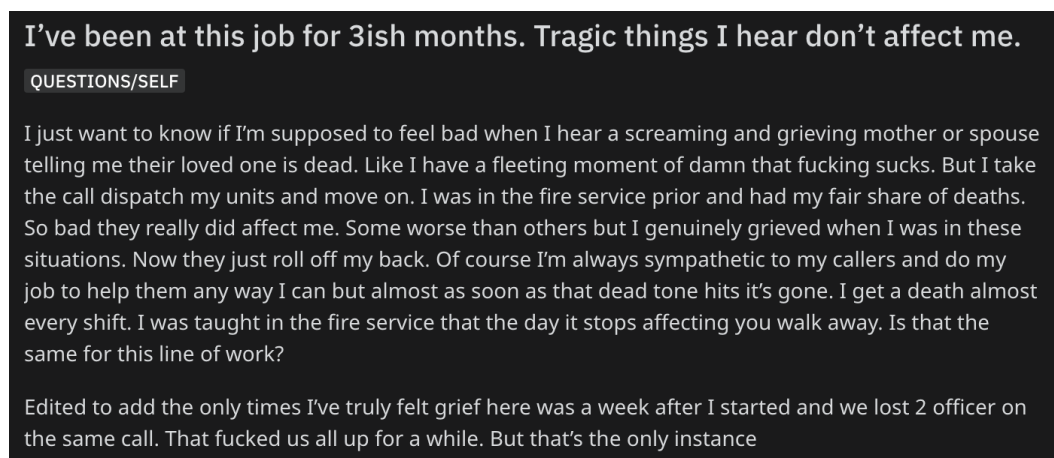 I’ve been at this job for 3ish months. Tragic things I hear don’t affect me.
QUESTIONS/SELF
I just want to know if I’m supposed to feel bad when I hear a screaming and grieving mother or spouse
telling me their loved one is dead. Like I have a fleeting moment of damn that fucking sucks. But I take
the call dispatch my units and move on. I was in the fire service prior and had my fair share of deaths.
So bad they really did affect me. Some worse than others but I genuinely grieved when I was in these
situations. Now they just roll off my back. Of course I’m always sympathetic to my callers and do my
job to help them any way I can but almost as soon as that dead tone hits it’s gone. I get a death almost
every shift. I was taught in the fire service that the day it stops affecting you walk away. Is that the
same for this line of work?
Edited to add the only times I’ve truly felt grief here was a week after I started and we lost 2 officer on
the same call. That fucked us all up for a while. But that’s the only instance